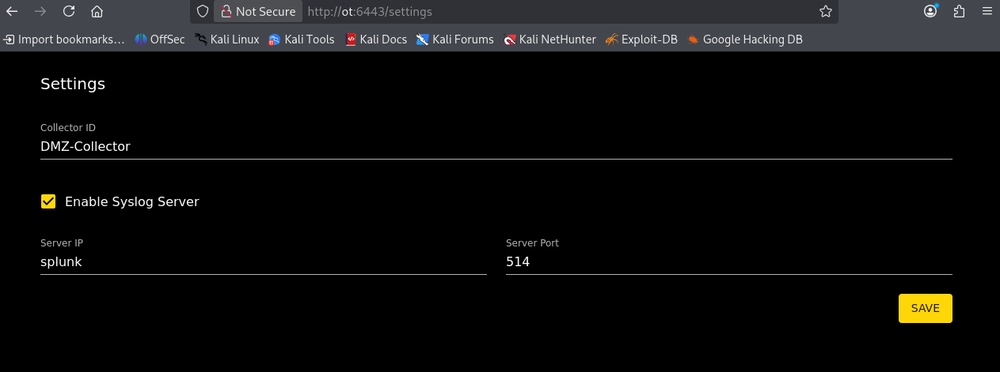 Not Secure http://ot:6443/settings
Import bookmarks... OffSec Kali Linux Kali Tools Kali Docs Kali Forums Kali NetHunter Exploit-DB Google Hacking DB
Settings
Collector ID
DMZ-Collector
Enable Syslog Server
Server IP Server Port
splunk 514
SAVE